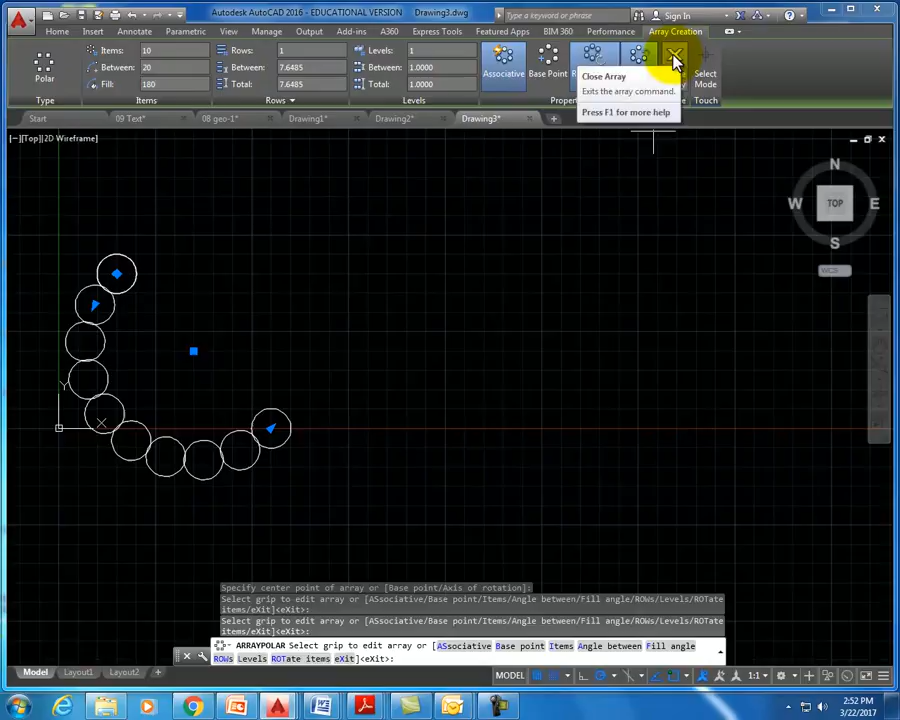 Autodesk AutoCAD 2016 - EDUCATIONAL VERSION Drawing3.dwg
Type a keyword or phrase
Sign In
Home Insert Annotate Parametric View Manage Output Add-ins A360 Express Tools Featured Apps BIM 360 Performance Array Creation
Polar
Type
Items: 10
Between: 20
Fill: 180
Items
Rows: 1
Between: 7.6485
Total: 7.6485
Rows
Levels: 1
Between: 1.0000
Total: 1.0000
Levels
Associative
Base Point
Select
Mode
Touch
Close Array
Exits the array command.
Press F1 for more help
Start 09 Text* 08 geo-1* Drawing1* Drawing2* Drawing3*
[−][Top][2D Wireframe]
N
W TOP E
S
WCS
Y
X
Specify center point of array or [Base point/Axis of rotation]:
Select grip to edit array or [ASsociative/Base point/Items/Angle between/Fill angle/ROWs/Levels/ROTate
items/eXit]<eXit>:
Select grip to edit array or [ASsociative/Base point/Items/Angle between/Fill angle/ROWs/Levels/ROTate
items/eXit]<eXit>:
ARRAYPOLAR Select grip to edit array or [ASsociative Base point Items Angle between Fill angle
ROWs Levels ROTate items eXit]<eXit>:
Model Layout1 Layout2 +
MODEL 1:1
2:52 PM
3/22/2017